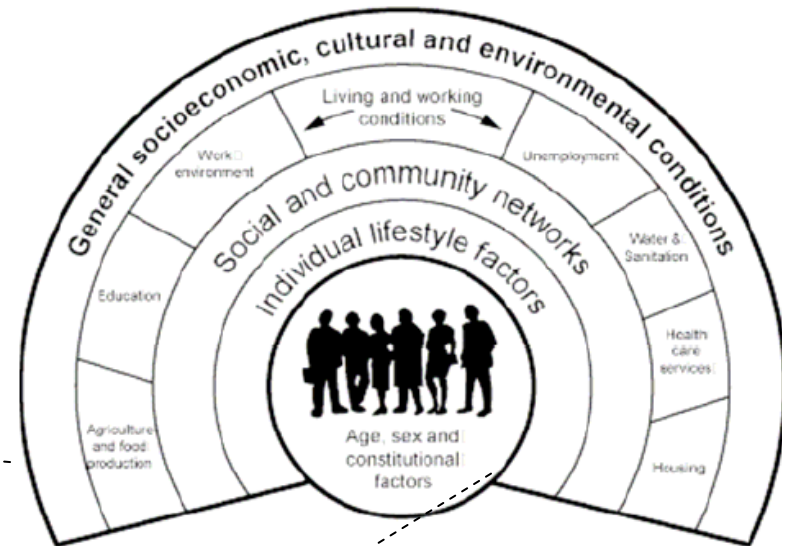 General socioeconomic, cultural and environmental conditions
Living and working
conditions
Work
environment
Unemployment
Social and community networks
Water &
Sanitation
Individual lifestyle factors
Education
Health
care
services
Agriculture
and food
production
Age, sex and
constitutional
factors
Housing